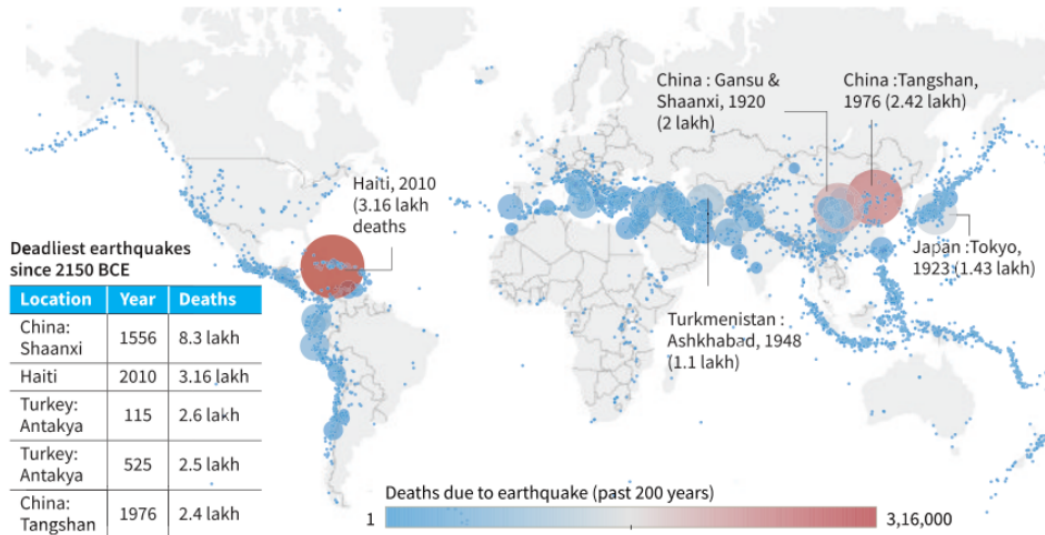 China : Gansu &
Shaanxi, 1920
(2 lakh)
China :Tangshan,
1976 (2.42 lakh)
Haiti, 2010
(3.16 lakh
deaths
Japan :Tokyo,
1923 (1.43 lakh)
Turkmenistan :
Ashkhabad, 1948
(1.1 lakh)
Deadliest earthquakes
since 2150 BCE
Location Year Deaths
China:
Shaanxi 1556 8.3 lakh
Haiti 2010 3.16 lakh
Turkey:
Antakya 115 2.6 lakh
Turkey:
Antakya 525 2.5 lakh
China:
Tangshan 1976 2.4 lakh
Deaths due to earthquake (past 200 years)
1 3,16,000